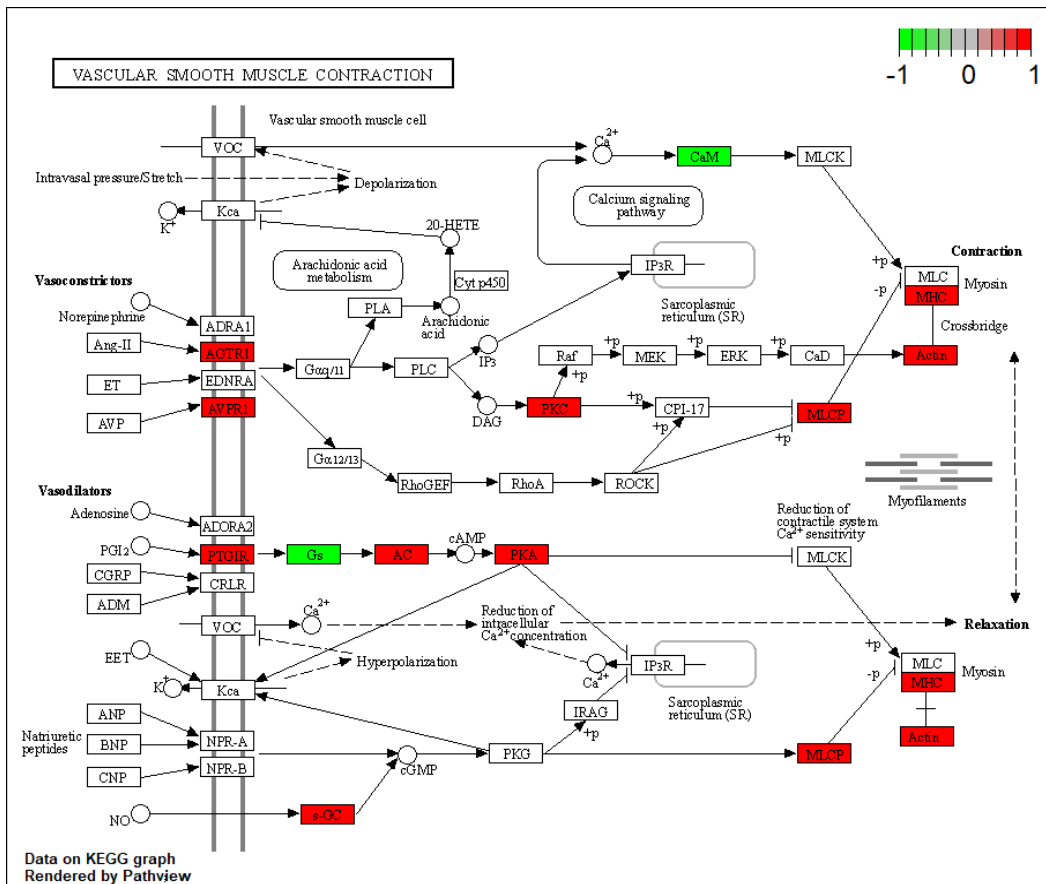 -1 0 1
VASCULAR SMOOTH MUSCLE CONTRACTION
Vascular smooth muscle cell
VOC
Ca2+
CaM
MLCK
Intravasal pressure/Stretch
Depolarization
Kca
K+
Calcium signaling
pathway
20-HETE
Arachidonic acid
metabolism
Cyt p450
IP3R
Contraction
+p
MLC
-p
MHC
Myosin
Vasoconstrictors
Norepinephrine
PLA
Arachidonic
acid
Sarcoplasmic
reticulum (SR)
Crossbridge
ADRA1
Ang-II
AGTR1
IP3
Raf
+p
MEK
+p
ERK
+p
CaD
Actin
Gαq/11
PLC
ET
EDNRA
+p
AVP
AVPR1
DAG
PKC
+p
CPI-17
MLCP
+p
+p
Gα12/13
RhoGEF
RhoA
ROCK
Myofilaments
Vasodilators
Adenosine
ADORA2
cAMP
Reduction of
contractile system
Ca2+ sensitivity
PGI2
PTGIR
Gs
AC
PKA
MLCK
CGRP
CRLR
ADM
VOC
Ca2+
Reduction of
intracellular
Ca2+ concentration
Relaxation
+p
EET
Hyperpolarization
K+
Kca
Ca2+
IP3R
-p
MLC
MHC
Myosin
Sarcoplasmic
reticulum (SR)
ANP
IRAG
+p
Natriuretic
peptides
BNP
NPR-A
Actin
CNP
NPR-B
cGMP
PKG
MLCP
NO
s-GC
Data on KEGG graph
Rendered by Pathview